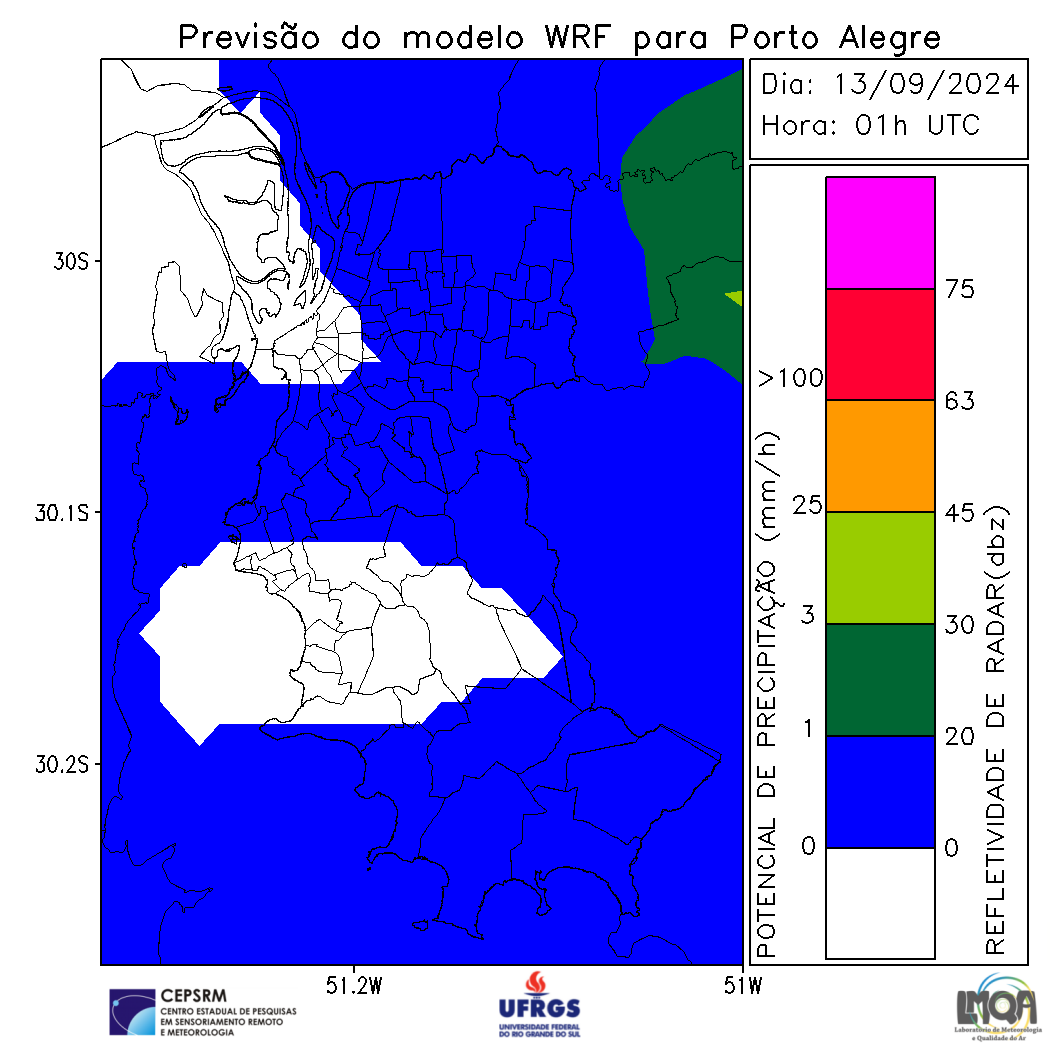 Previsão do modelo WRF para Porto Alegre
Dia: 13/09/2024
Hora: 01h UTC
30S
30.1S
30.2S
51.2W
51W
POTENCIAL DE PRECIPITAÇÃO (mm/h)
>100
25
3
1
0
75
63
45
30
20
0
REFLETIVIDADE DE RADAR(dbz)
CEPSRM
CENTRO ESTADUAL DE PESQUISAS
EM SENSORIAMENTO REMOTO
E METEOROLOGIA
UFRGS
UNIVERSIDADE FEDERAL
DO RIO GRANDE DO SUL
LMQA
Laboratório de Meteorologia
e Qualidade do Ar